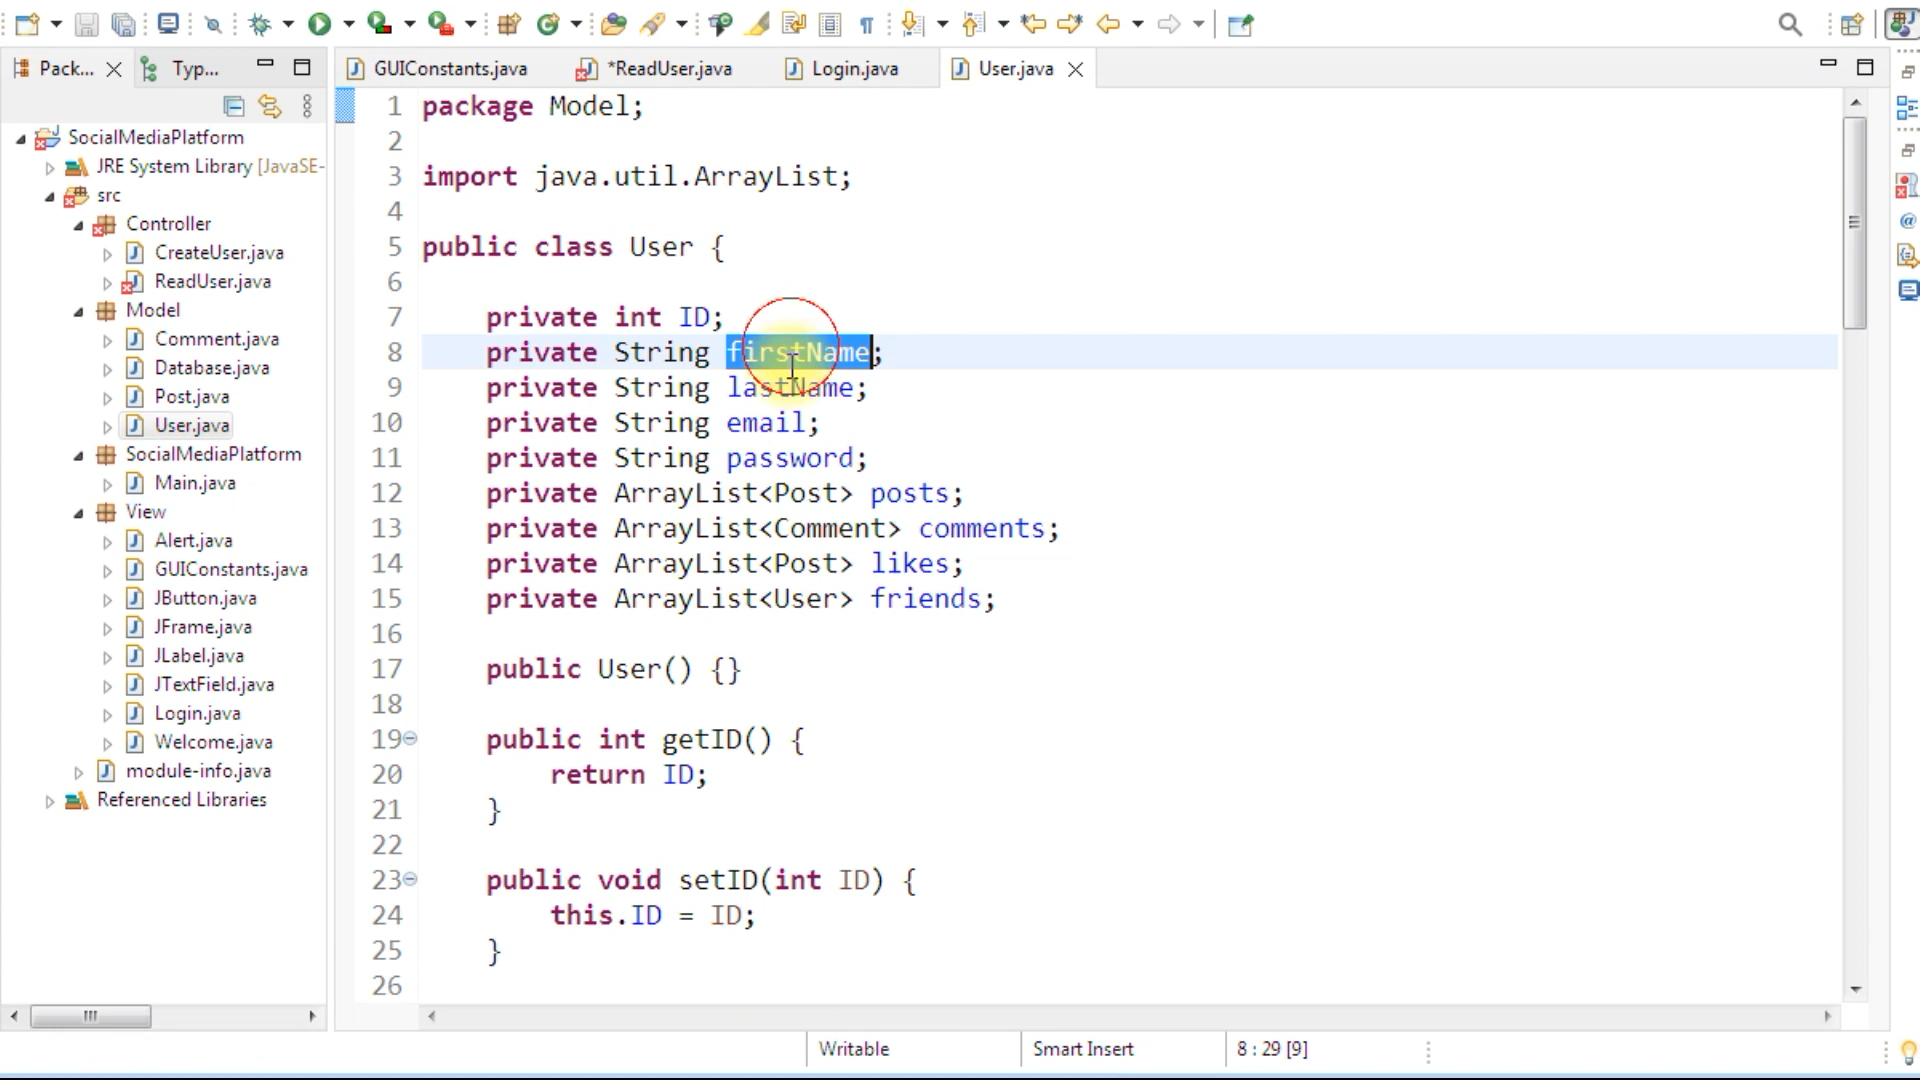 Pack...
Typ...
GUIConstants.java
*ReadUser.java
Login.java
User.java
SocialMediaPlatform
JRE System Library [JavaSE-
src
Controller
CreateUser.java
ReadUser.java
Model
Comment.java
Database.java
Post.java
User.java
SocialMediaPlatform
Main.java
View
Alert.java
GUIConstants.java
JButton.java
JFrame.java
JLabel.java
JTextField.java
Login.java
Welcome.java
module-info.java
Referenced Libraries
1 package Model;
2
3 import java.util.ArrayList;
4
5 public class User {
6
7 private int ID;
8 private String firstName;
9 private String lastName;
10 private String email;
11 private String password;
12 private ArrayList<Post> posts;
13 private ArrayList<Comment> comments;
14 private ArrayList<Post> likes;
15 private ArrayList<User> friends;
16
17 public User() {}
18
19 public int getID() {
20 return ID;
21 }
22
23 public void setID(int ID) {
24 this.ID = ID;
25 }
26
Writable
Smart Insert
8 : 29 [9]